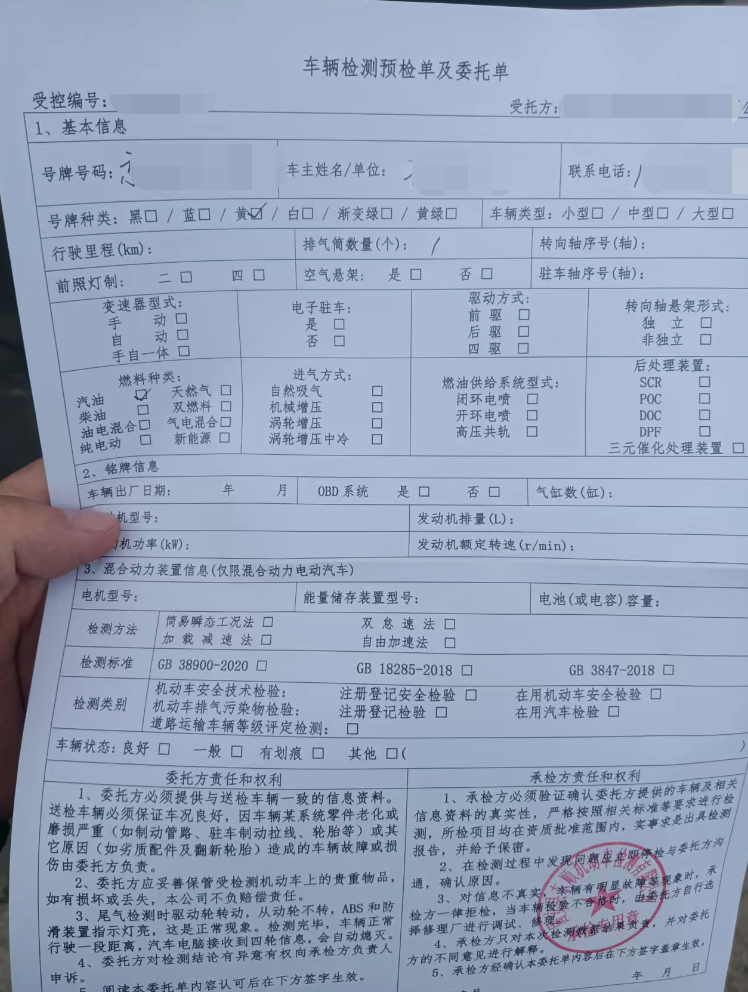 车辆检测预检单及委托单
受控编号: 受托方:
1、基本信息
号牌号码: 车主姓名/单位: 联系电话:
号牌种类: 黑□ / 蓝□ / 黄☑ / 白□ / 渐变绿□ / 黄绿□ 车辆类型: 小型□ / 中型□ / 大型□
行驶里程(km): 排气筒数量(个): / 转向轴序号(轴):
前照灯制: 二 □ 四 □ 空气悬架: 是 □ 否 □ 驻车轴序号(轴):
变速器型式: 电子驻车: 驱动方式: 转向轴悬架形式:
手 动 □ 是 □ 前 驱 □ 独 立 □
自 动 □ 否 □ 后 驱 □ 非独立 □
手自一体 □ 四 驱 □
燃料种类: 进气方式: 燃油供给系统型式: 后处理装置:
汽油 ☑ 天然气 □ 自然吸气 □ 闭环电喷 □ SCR □
柴油 □ 双燃料 □ 机械增压 □ 开环电喷 □ POC □
油电混合□ 气电混合□ 涡轮增压 □ 高压共轨 □ DOC □
纯电动 □ 新能源 □ 涡轮增压中冷 □ DPF □
三元催化处理装置 □
2、铭牌信息
车辆出厂日期: 年 月 OBD 系统 是 □ 否 □ 气缸数(缸):
机型号: 发动机排量(L):
机功率(kW): 发动机额定转速(r/min):
3、混合动力装置信息(仅限混合动力电动汽车)
电机型号: 能量储存装置型号: 电池(或电容)容量:
检测方法 简易瞬态工况法 □ 双 怠 速 法 □
加 载 减 速 法 □ 自由加速法 □
检测标准 GB 38900-2020 □ GB 18285-2018 □ GB 3847-2018 □
检测类别 机动车安全技术检验; 注册登记安全检验 □ 在用机动车安全检验 □
机动车排气污染物检验; 注册登记检验 □ 在用汽车检验 □
道路运输车辆等级评定检测: □
车辆状态: 良好 □ 一般 □ 有划痕 □ 其他 □( )
委托方责任和权利
1、委托方必须提供与送检车辆一致的信息资料。
送检车辆必须保证车况良好，因车辆某系统零件老化或
磨损严重（如制动管路、驻车制动拉线、轮胎等）或其
它原因（如劣质配件及翻新轮胎）造成的车辆故障或损
伤由委托方负责。
2、委托方应妥善保管受检测机动车上的贵重物品，
如有损坏或丢失，本公司不负赔偿责任。
3、尾气检测时驱动轮转动，从动轮不转，ABS 和防
滑装置指示灯亮，这是正常现象。检测完毕，车辆正常
行驶一段距离，汽车电脑接收到四轮信息，会自动熄灭。
4、委托方对检测结论有异意有权向承检方负责人
申诉。
5、阅读本委托单内容认可后在下方签字生效。
承检方责任和权利
1、承检方必须验证确认委托方提供的车辆及相关
信息资料的真实性，严格按照相关标准等要求进行检
测，所检项目均在资质批准范围内，实事求是出具检测
报告，并给予保密。
2、在检测过程中发现问题应立即停检与委托方沟
通，确认原因。
3、对信息不真实、车辆有明显故障等现象时，承
检方一律拒检，当车辆检验不合格时，由委托方自行选
择修理厂进行调试、修理。
4、承检方只对本次检测数据结果负责，并对委托
方的不同意见进行解释。
5、承检方经确认本委托单内容后在下方签字盖章生效。
年 月 日